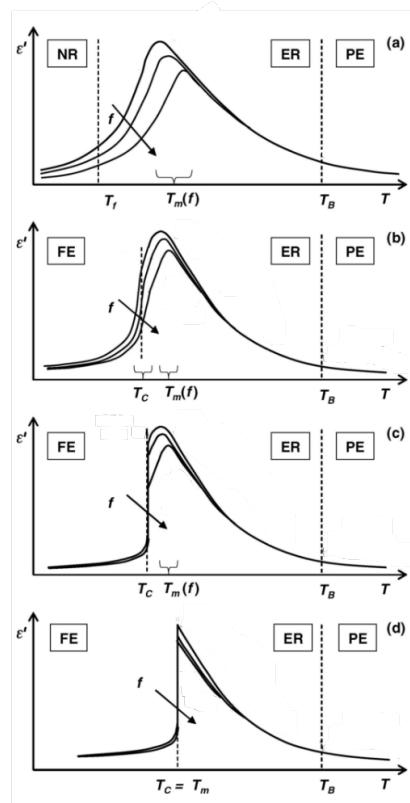 ε' NR ER PE (a)
f
T_f T_m(f) T_B T
ε' FE ER PE (b)
f
T_C T_m(f) T_B T
ε' FE ER PE (c)
f
T_C T_m(f) T_B T
ε' FE ER PE (d)
f
T_C = T_m T_B T